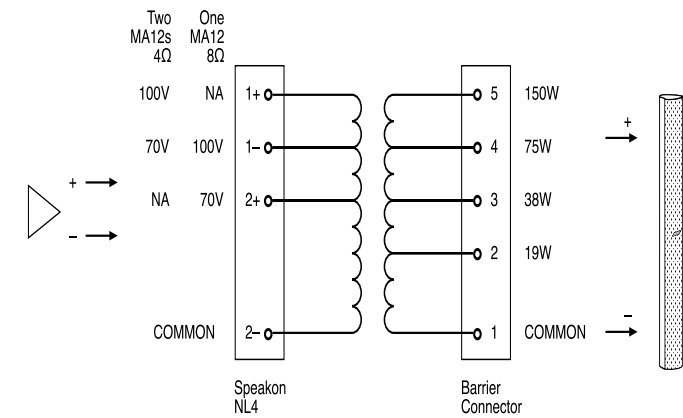 Two One
MA12s MA12
4Ω 8Ω
100V NA 1+ 5 150W
+
70V 100V 1– 4 75W
+
NA 70V 2+ 3 38W
–
2 19W
–
COMMON 2– 1 COMMON
Speakon Barrier
NL4 Connector